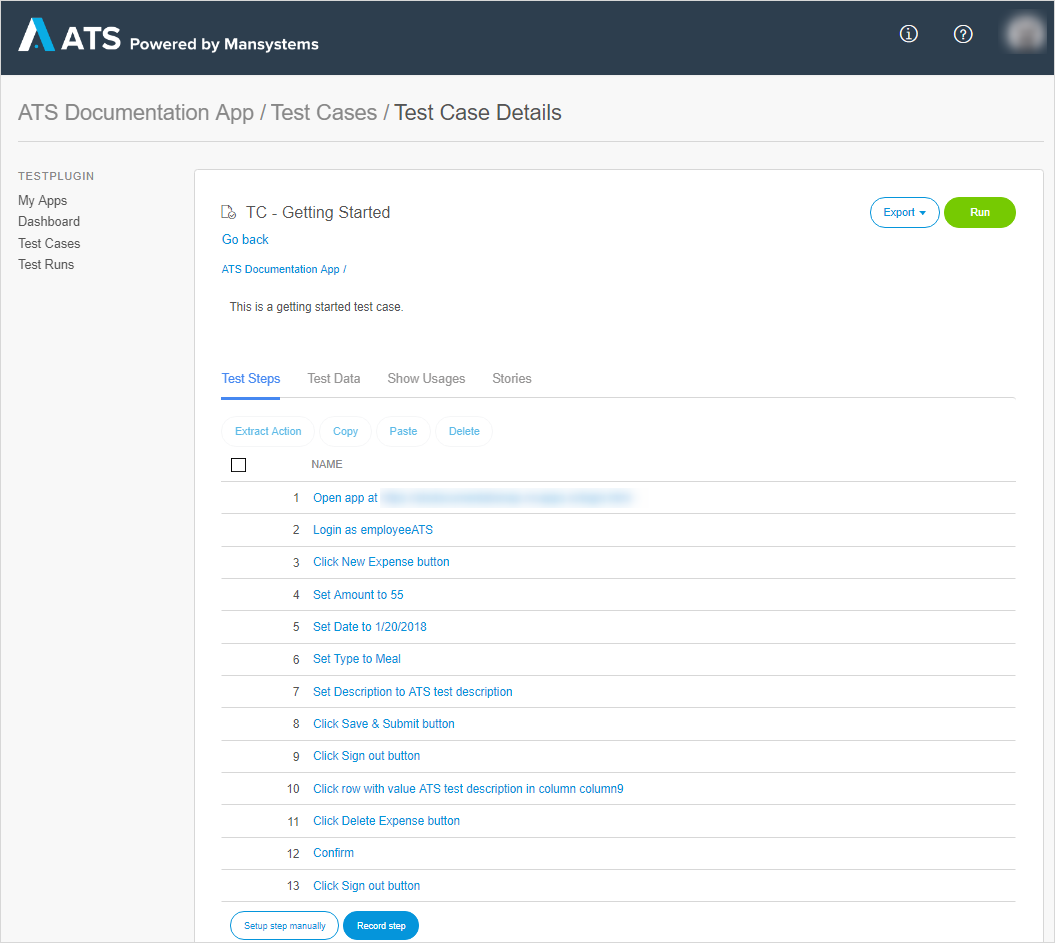 ATS Powered by Mansystems
ATS Documentation App / Test Cases / Test Case Details
TESTPLUGIN
My Apps
Dashboard
Test Cases
Test Runs
TC - Getting Started
Export
Run
Go back
ATS Documentation App /
This is a getting started test case.
Test Steps Test Data Show Usages Stories
Extract Action Copy Paste Delete
NAME
1 Open app at
2 Login as employeeATS
3 Click New Expense button
4 Set Amount to 55
5 Set Date to 1/20/2018
6 Set Type to Meal
7 Set Description to ATS test description
8 Click Save & Submit button
9 Click Sign out button
10 Click row with value ATS test description in column column9
11 Click Delete Expense button
12 Confirm
13 Click Sign out button
Setup step manually Record step